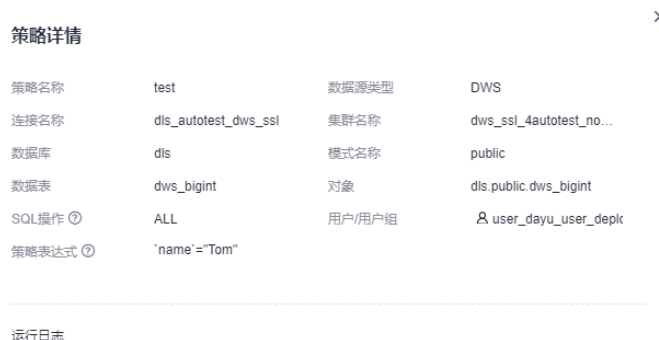 策略详情
策略名称 test 数据源类型 DWS
连接名称 dls_autotest_dws_ssl 集群名称 dws_ssl_4autotest_no...
数据库 dls 模式名称 public
数据表 dws_bigint 对象 dls.public.dws_bigint
SQL操作 ALL 用户/用户组 user_dayu_user_deplo
策略表达式 `name`="Tom"
运行日志